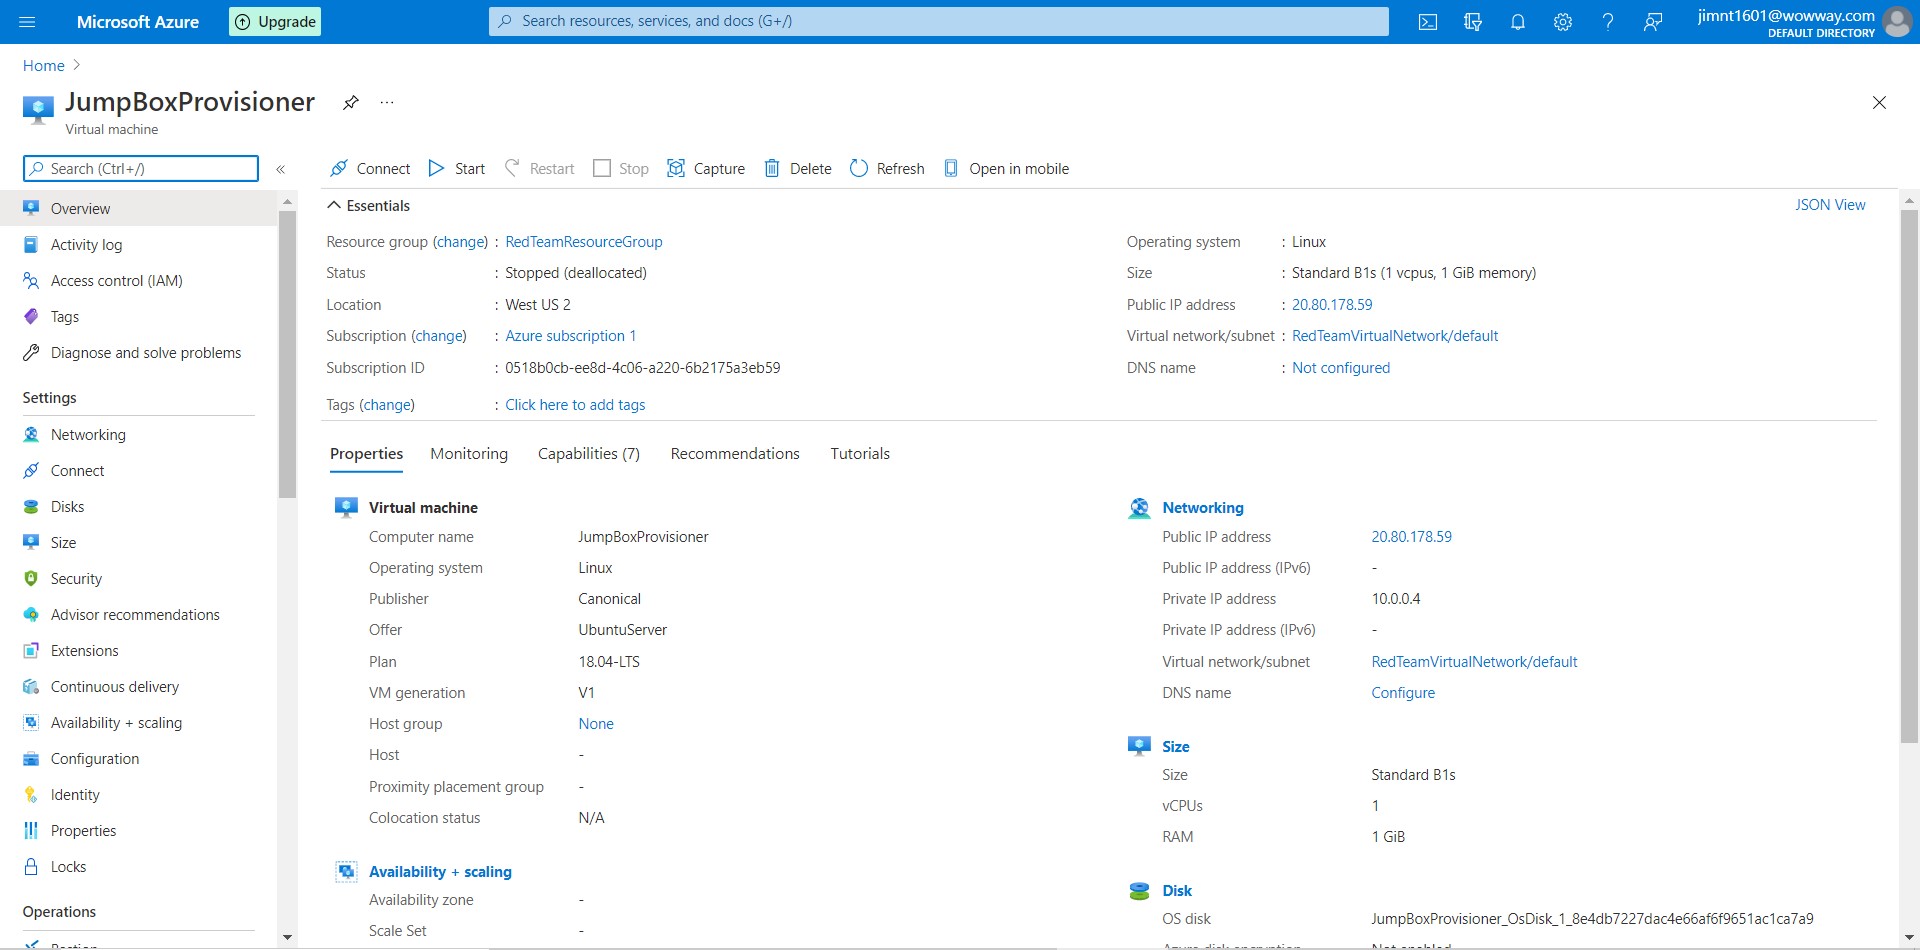 Microsoft Azure
Upgrade
Search resources, services, and docs (G+/)
jimnt1601@wowway.com
DEFAULT DIRECTORY
Home
JumpBoxProvisioner
...
Virtual machine
Search (Ctrl+/)
«
Connect
Start
Restart
Stop
Capture
Delete
Refresh
Open in mobile
Overview
Activity log
Access control (IAM)
Tags
Diagnose and solve problems
Settings
Networking
Connect
Disks
Size
Security
Advisor recommendations
Extensions
Continuous delivery
Availability + scaling
Configuration
Identity
Properties
Locks
Operations
Bastion
Essentials
JSON View
Resource group (change) : RedTeamResourceGroup
Status : Stopped (deallocated)
Location : West US 2
Subscription (change) : Azure subscription 1
Subscription ID : 0518b0cb-ee8d-4c06-a220-6b2175a3eb59
Tags (change) : Click here to add tags
Operating system : Linux
Size : Standard B1s (1 vcpus, 1 GiB memory)
Public IP address : 20.80.178.59
Virtual network/subnet : RedTeamVirtualNetwork/default
DNS name : Not configured
Properties
Monitoring
Capabilities (7)
Recommendations
Tutorials
Virtual machine
Computer name JumpBoxProvisioner
Operating system Linux
Publisher Canonical
Offer UbuntuServer
Plan 18.04-LTS
VM generation V1
Host group None
Host -
Proximity placement group -
Colocation status N/A
Availability + scaling
Availability zone -
Scale Set -
Networking
Public IP address 20.80.178.59
Public IP address (IPv6) -
Private IP address 10.0.0.4
Private IP address (IPv6) -
Virtual network/subnet RedTeamVirtualNetwork/default
DNS name Configure
Size
Size Standard B1s
vCPUs 1
RAM 1 GiB
Disk
OS disk JumpBoxProvisioner_OsDisk_1_8e4db7227dac4e66af6f9651ac1ca7a9
Azure disk encryption Not enabled